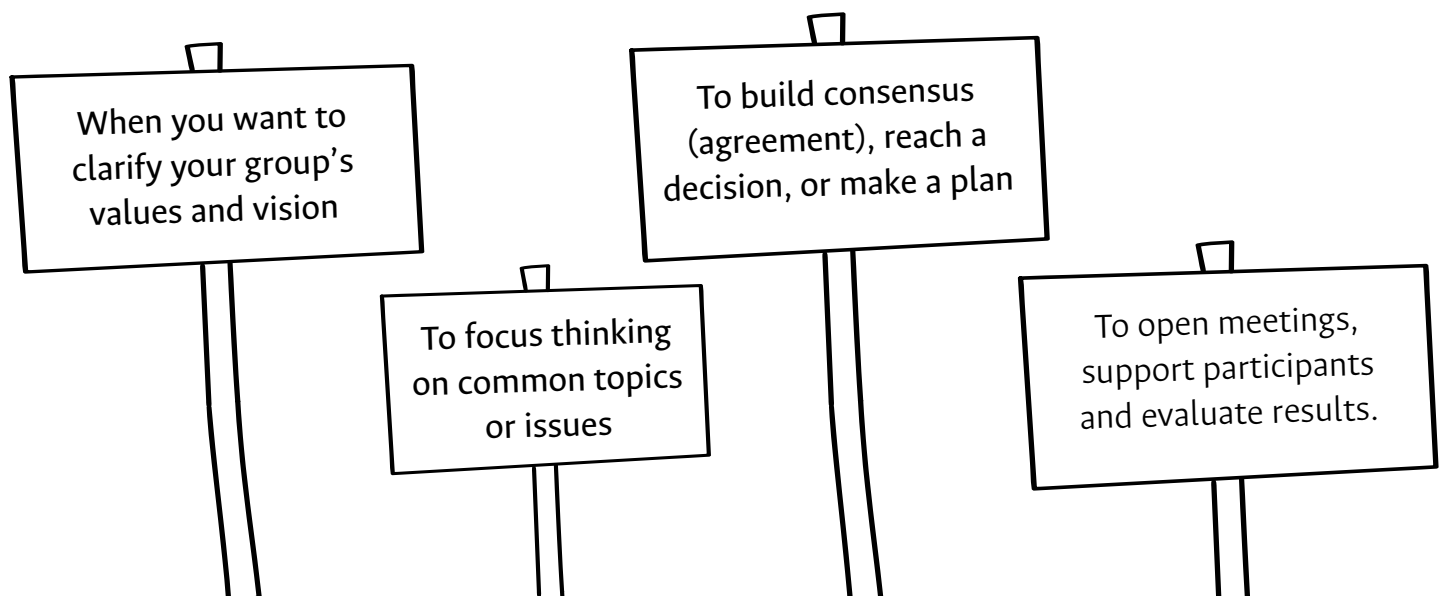 When you want to
clarify your group’s
values and vision
To focus thinking
on common topics
or issues
To build consensus
(agreement), reach a
decision, or make a plan
To open meetings,
support participants
and evaluate results.